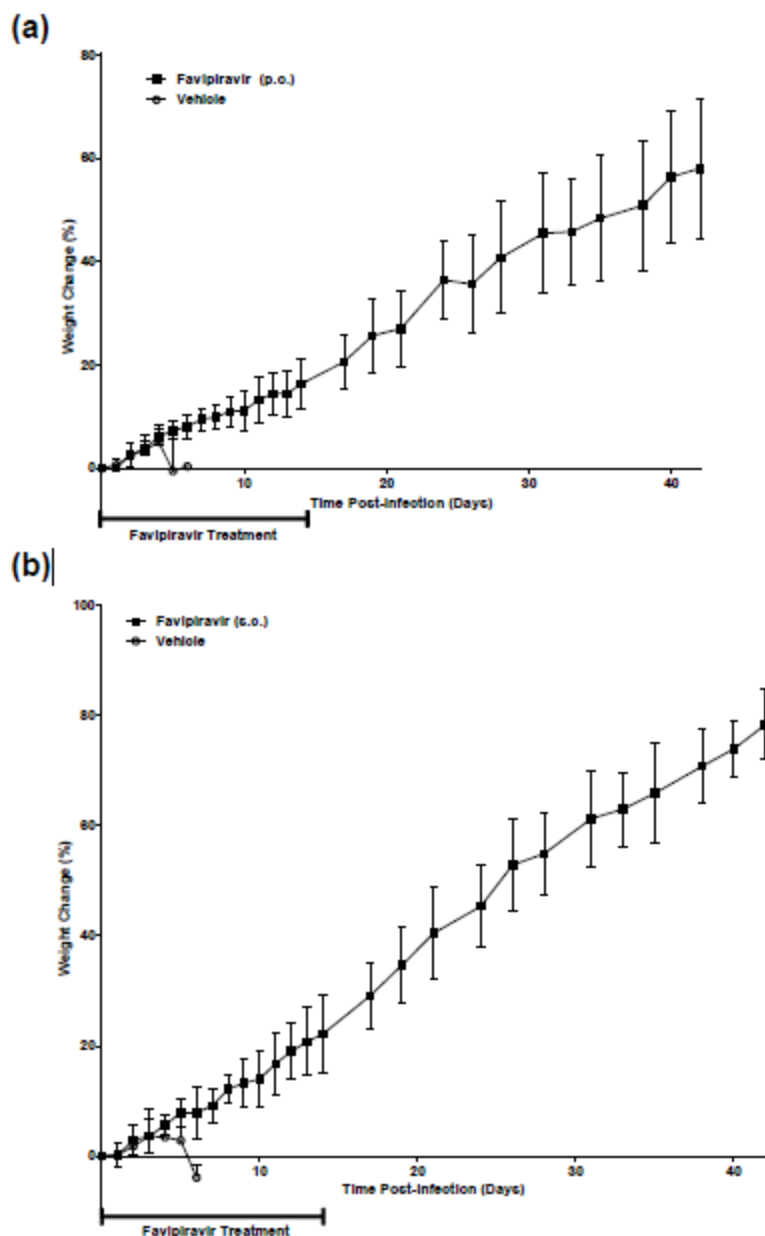 (a)
80
Favipiravir (p.o.)
Vehicle
60
Weight Change (%)
40
20
0
10
20
30
40
Time Post-Infection (Days)
Favipiravir Treatment
(b)
100
Favipiravir (s.o.)
Vehicle
80
60
Weight Change (%)
40
20
0
10
20
30
40
Time Post-Infection (Days)
Favipiravir Treatment